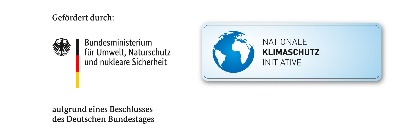 Gefördert durch:
Bundesministerium
für Umwelt, Naturschutz
und nukleare Sicherheit
NATIONALE
KLIMASCHUTZ
INITIATIVE
aufgrund eines Beschlusses
des Deutschen Bundestages